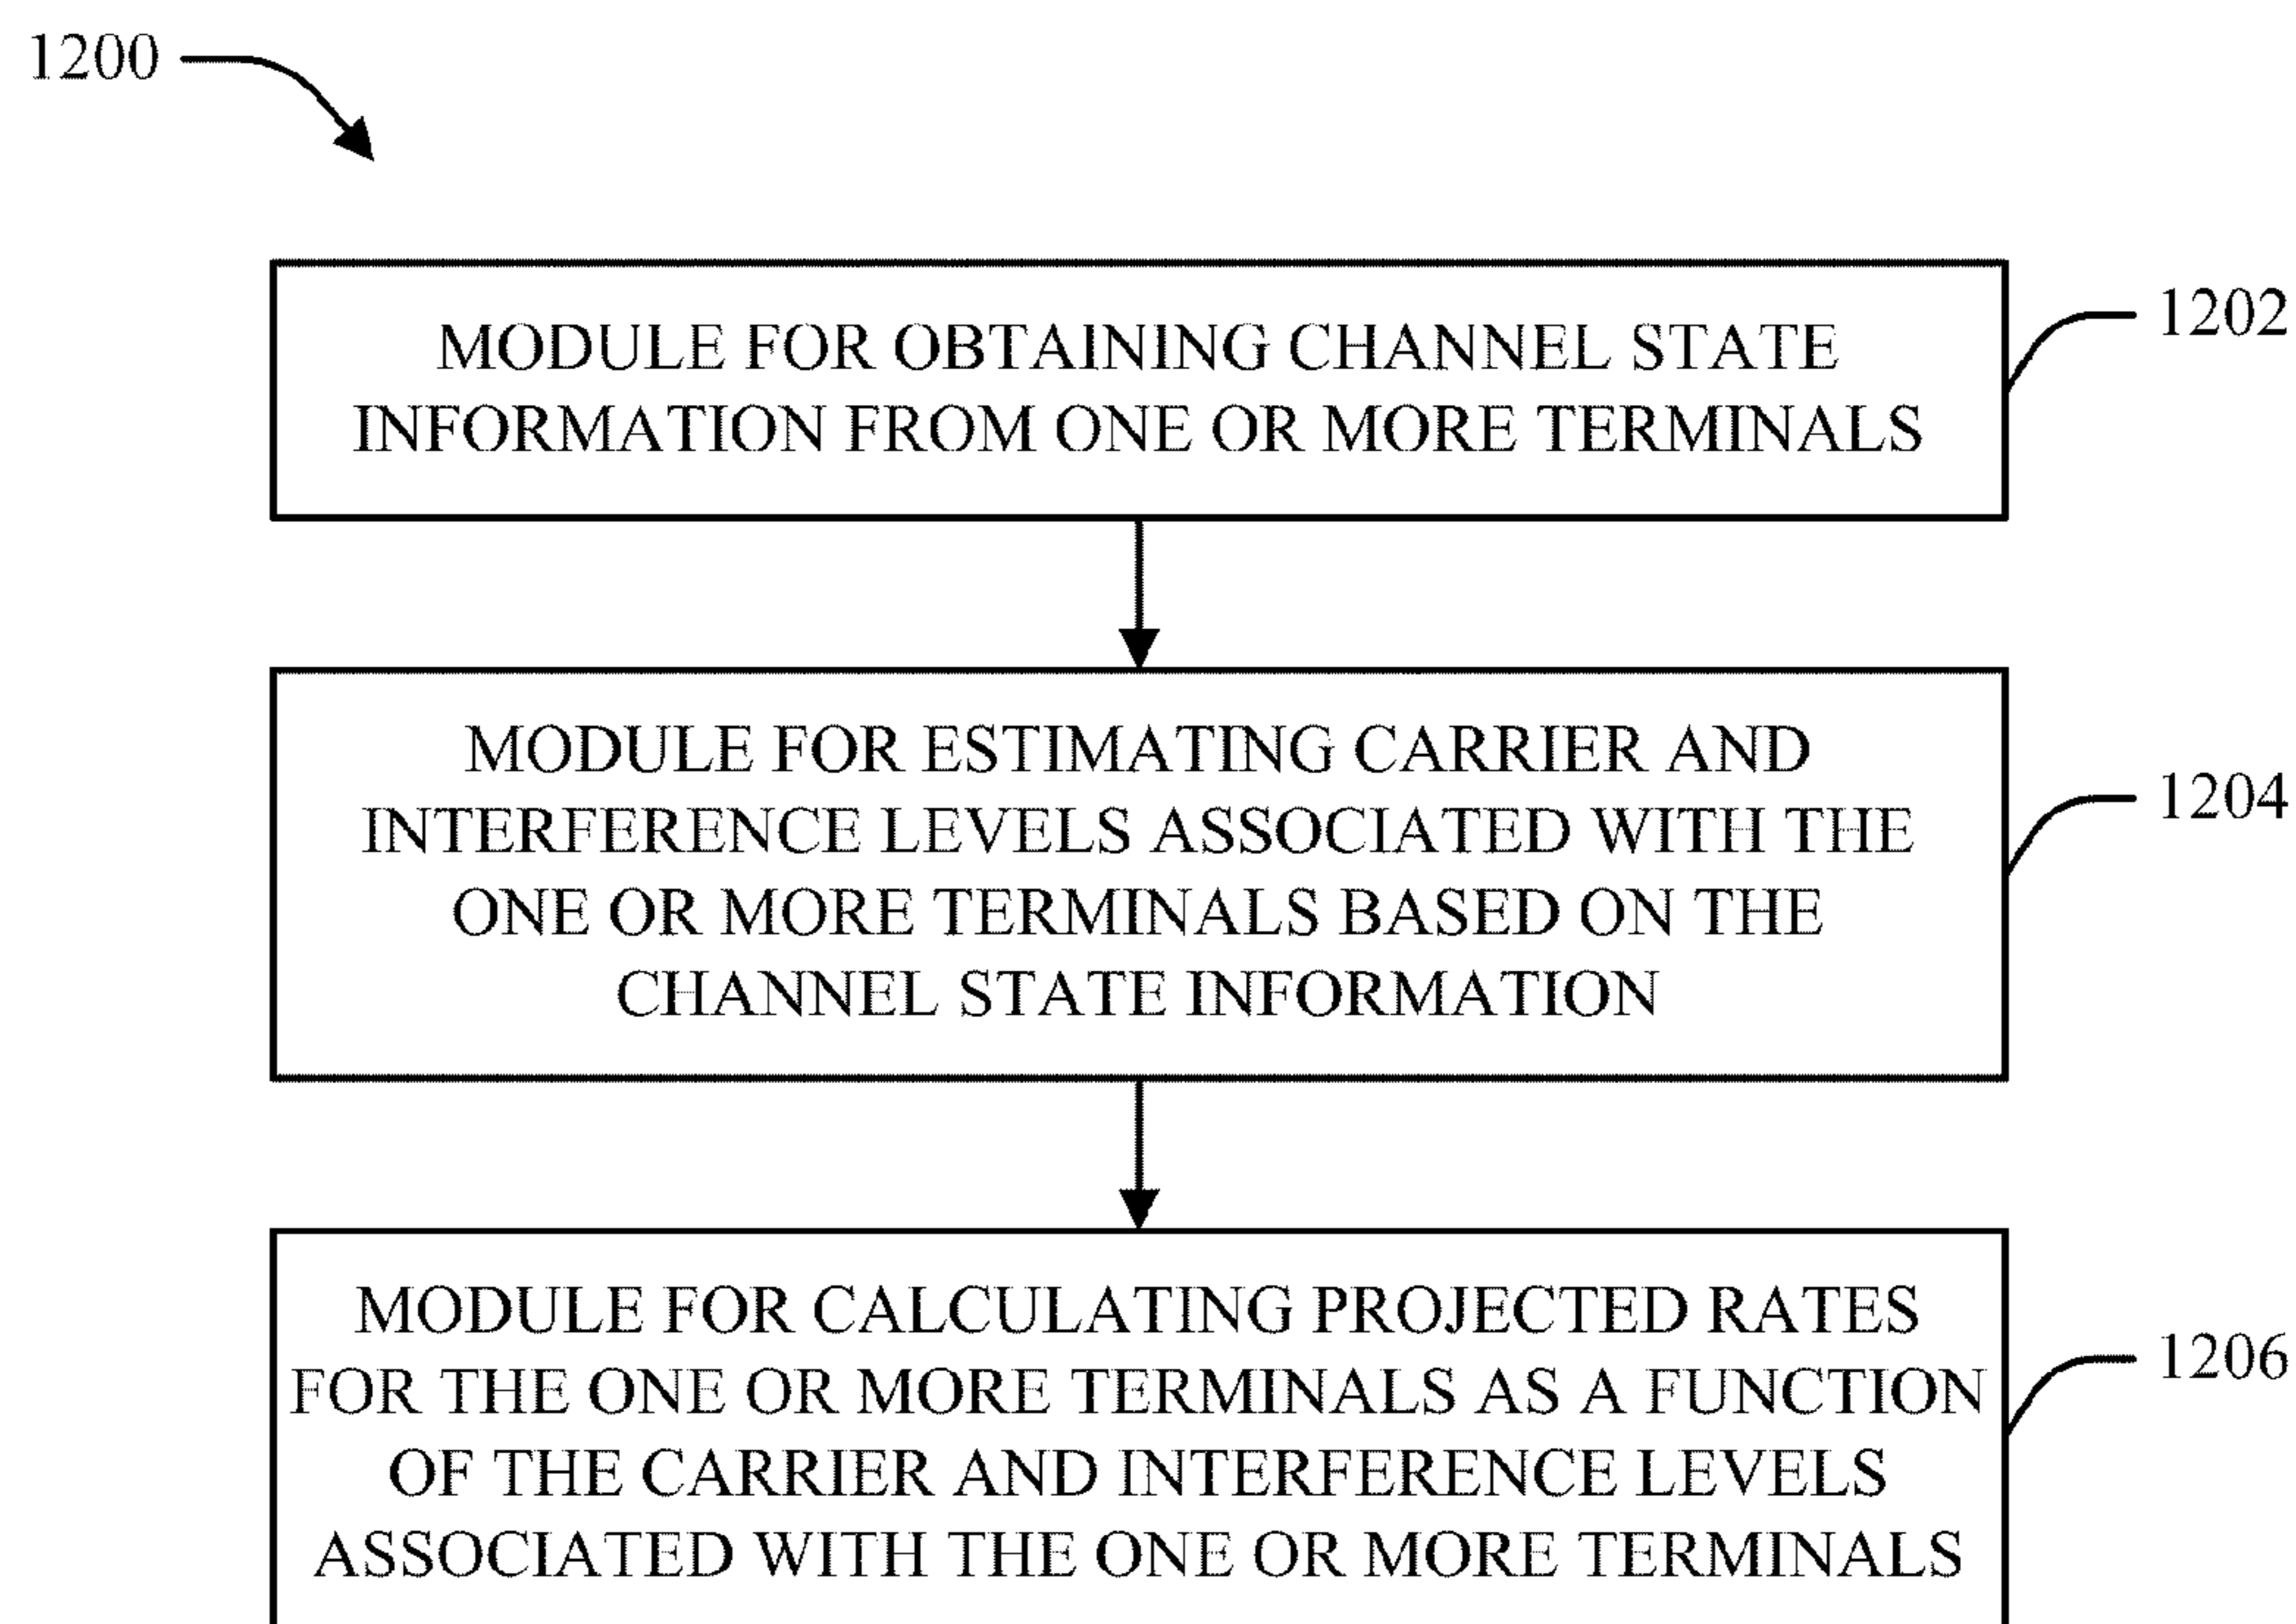 1200
MODULE FOR OBTAINING CHANNEL STATE
INFORMATION FROM ONE OR MORE TERMINALS
1202
MODULE FOR ESTIMATING CARRIER AND
INTERFERENCE LEVELS ASSOCIATED WITH THE
ONE OR MORE TERMINALS BASED ON THE
CHANNEL STATE INFORMATION
1204
MODULE FOR CALCULATING PROJECTED RATES
FOR THE ONE OR MORE TERMINALS AS A FUNCTION
OF THE CARRIER AND INTERFERENCE LEVELS
ASSOCIATED WITH THE ONE OR MORE TERMINALS
1206